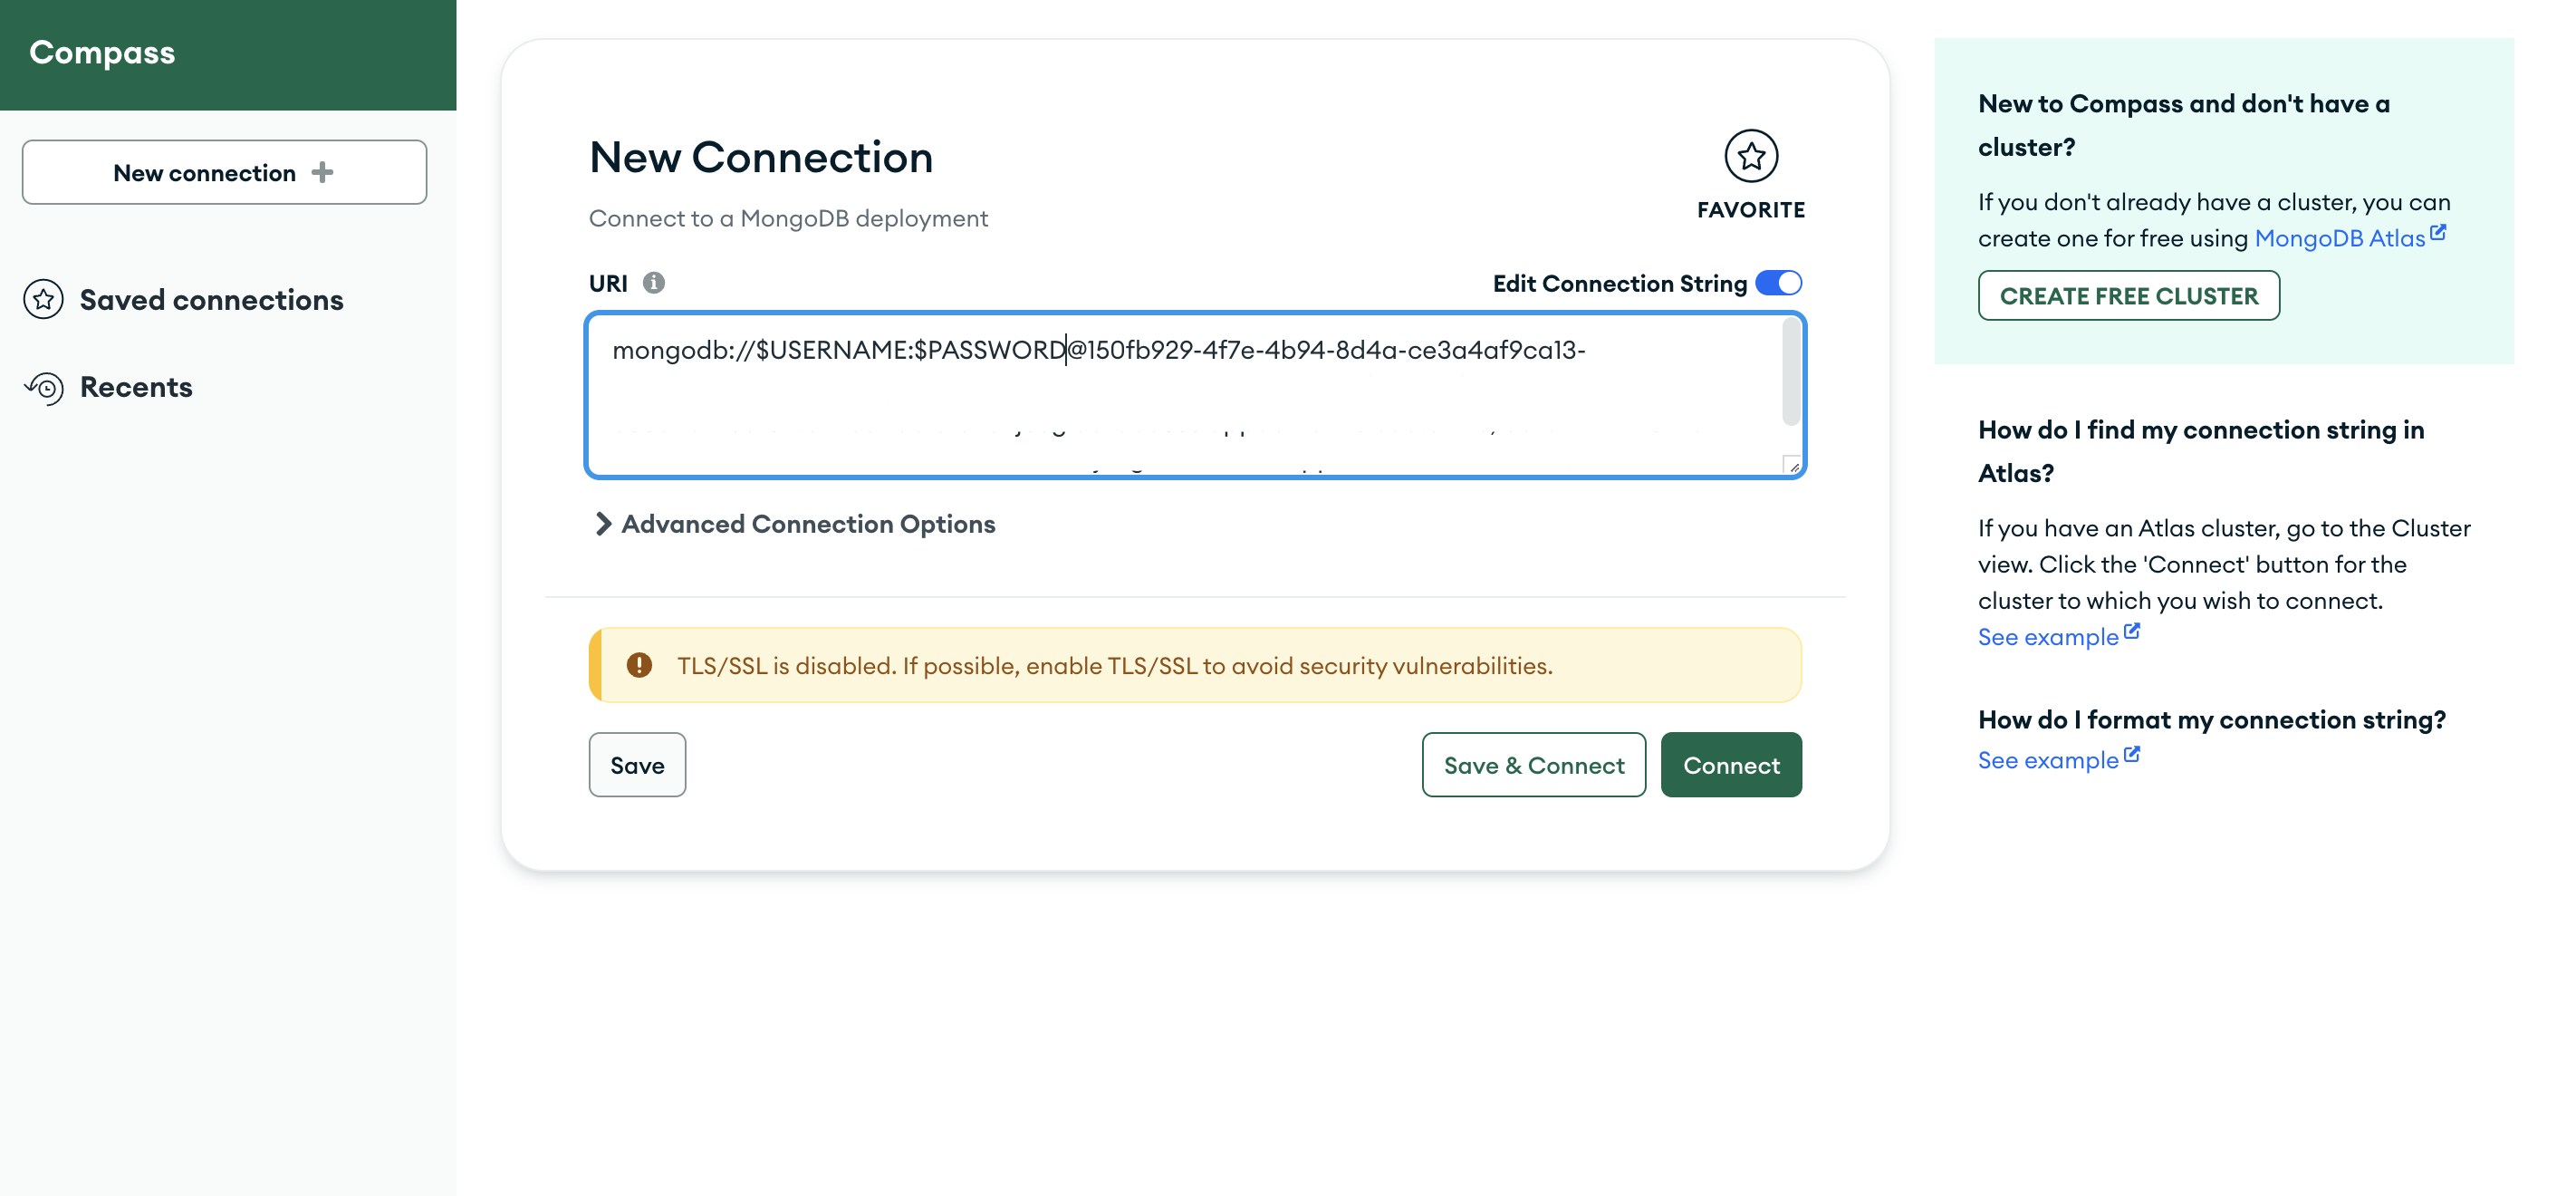 Compass
New connection
Saved connections
Recents
New Connection
Connect to a MongoDB deployment
FAVORITE
URI
Edit Connection String
mongodb://$USERNAME:$PASSWORD@150fb929-4f7e-4b94-8d4a-ce3a4af9ca13-
Advanced Connection Options
TLS/SSL is disabled. If possible, enable TLS/SSL to avoid security vulnerabilities.
Save
Save & Connect
Connect
New to Compass and don't have a
cluster?
If you don't already have a cluster, you can
create one for free using MongoDB Atlas
CREATE FREE CLUSTER
How do I find my connection string in
Atlas?
If you have an Atlas cluster, go to the Cluster
view. Click the 'Connect' button for the
cluster to which you wish to connect.
See example
How do I format my connection string?
See example